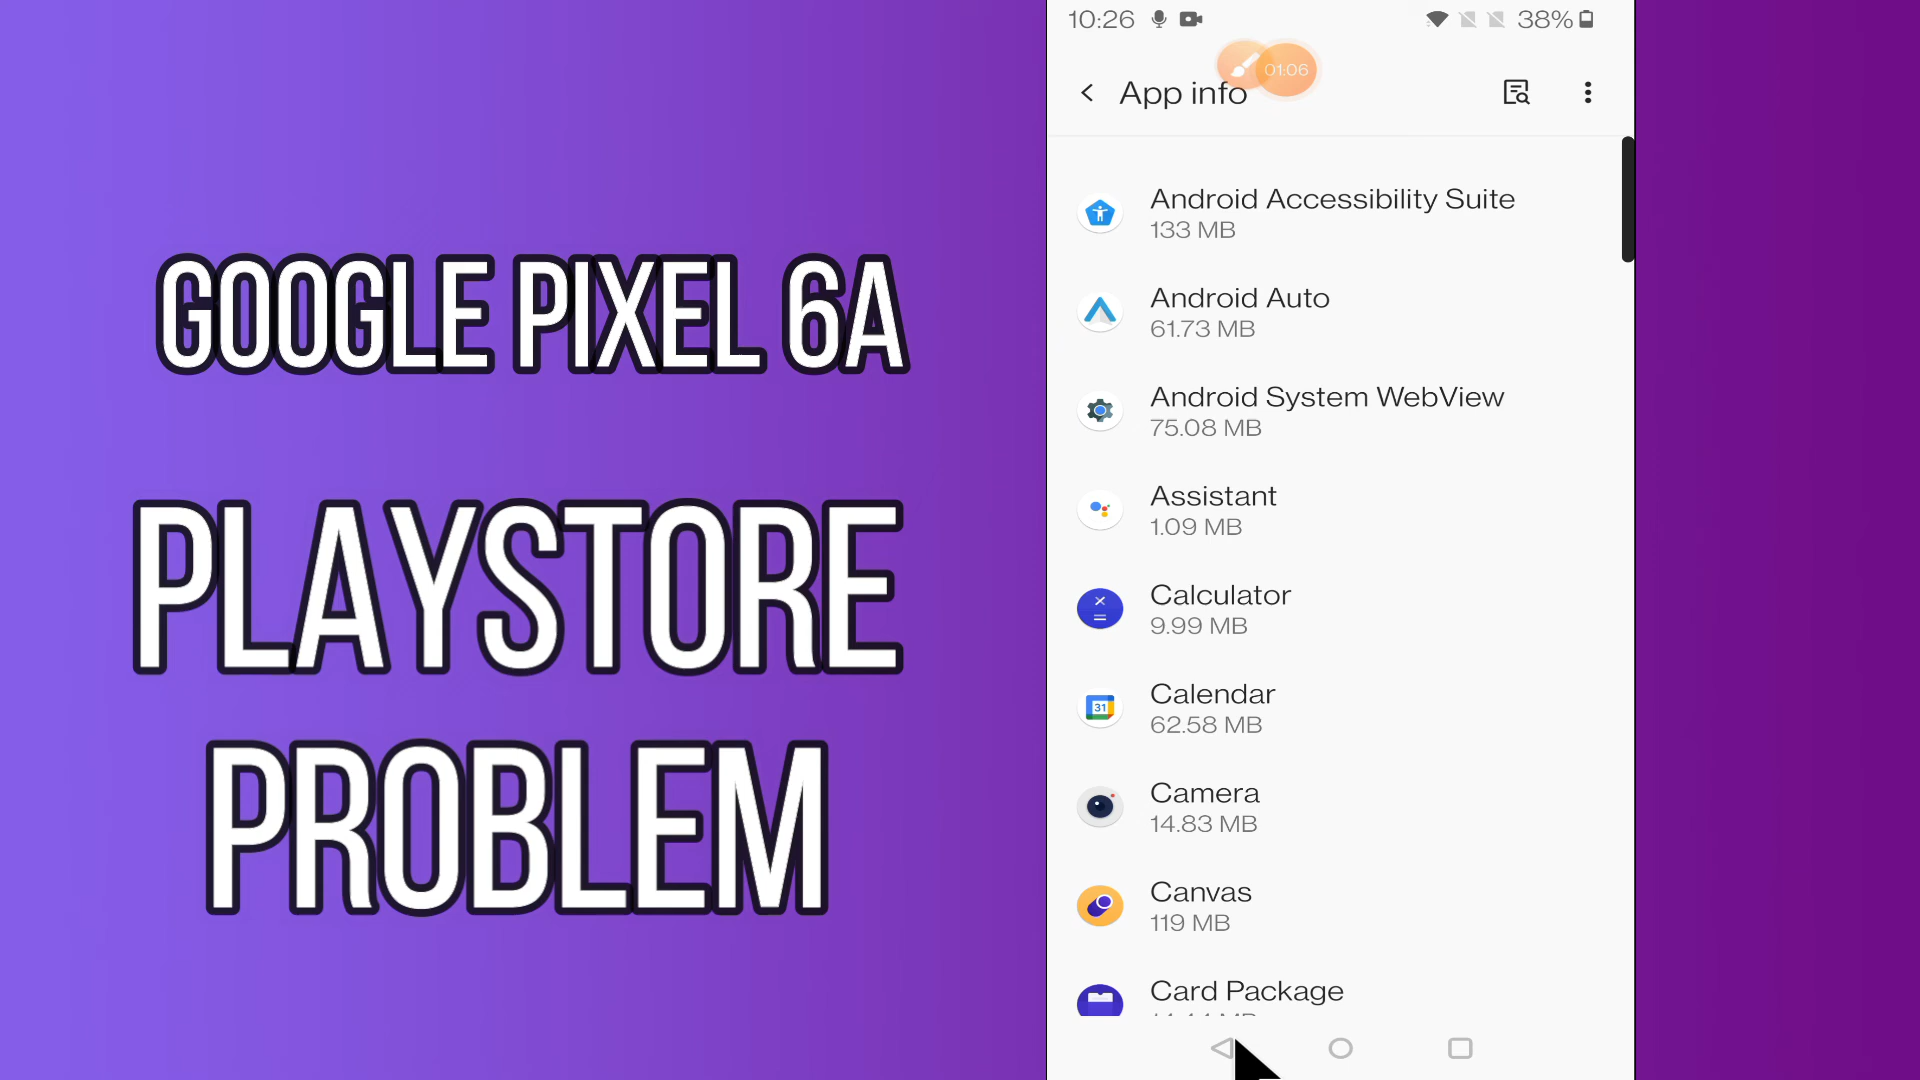 GOOGLE PIXEL 6A
PLAYSTORE
PROBLEM
10:26
38%
01:06
App info
Android Accessibility Suite
133 MB
Android Auto
61.73 MB
Android System WebView
75.08 MB
Assistant
1.09 MB
Calculator
9.99 MB
31
Calendar
62.58 MB
Camera
14.83 MB
Canvas
119 MB
Card Package